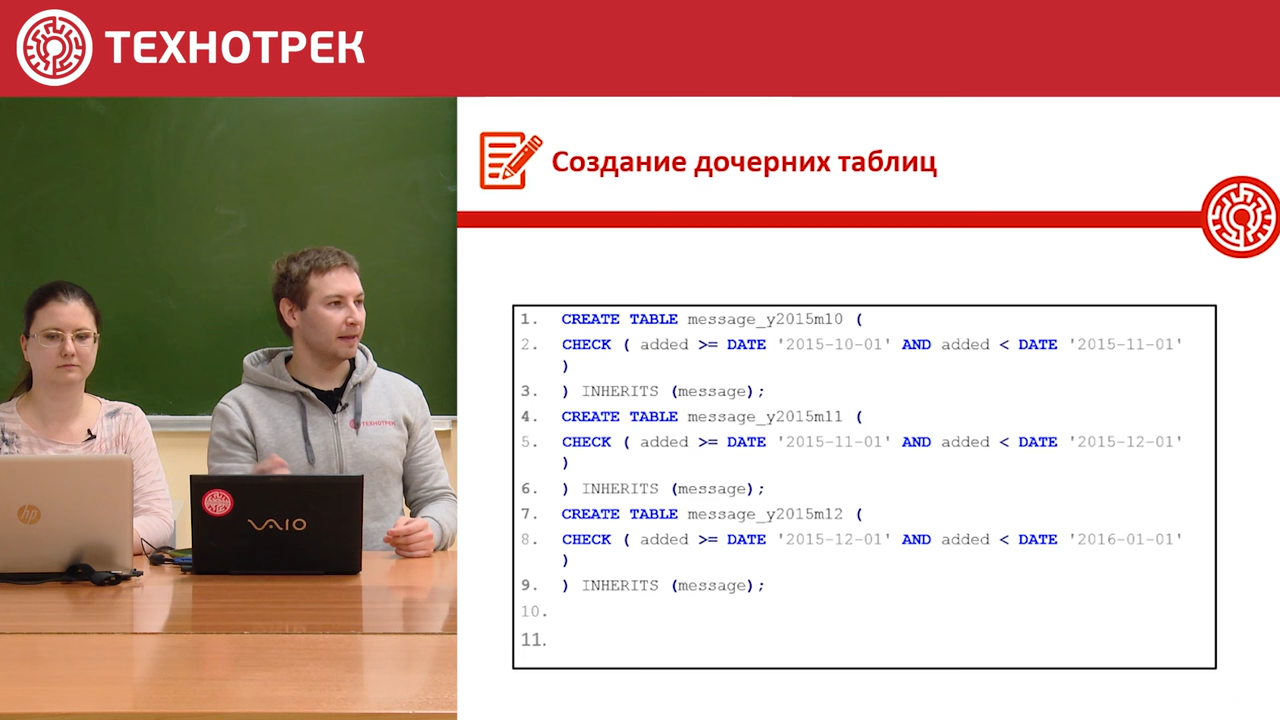 ТЕХНОТРЕК
Создание дочерних таблиц
1. CREATE TABLE message_y2015m10 (
2. CHECK ( added >= DATE '2015-10-01' AND added < DATE '2015-11-01'
)
3. ) INHERITS (message);
4. CREATE TABLE message_y2015m11 (
5. CHECK ( added >= DATE '2015-11-01' AND added < DATE '2015-12-01'
)
6. ) INHERITS (message);
7. CREATE TABLE message_y2015m12 (
8. CHECK ( added >= DATE '2015-12-01' AND added < DATE '2016-01-01'
)
9. ) INHERITS (message);
10.
11.
ТЕХНОТРЕК
hp
VAIO